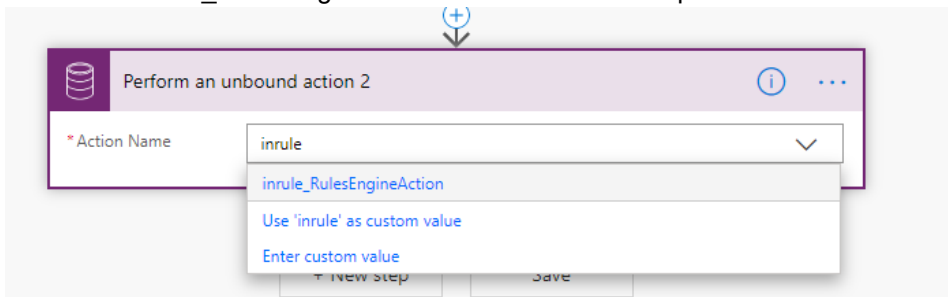 Perform an unbound action 2
* Action Name
inrule
inrule_RulesEngineAction
Use 'inrule' as custom value
Enter custom value
+ New step Save